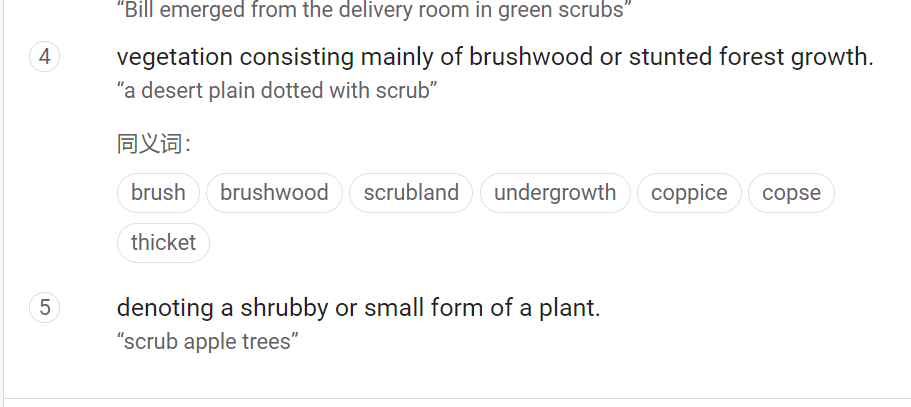 “Bill emerged from the delivery room in green scrubs”
4
vegetation consisting mainly of brushwood or stunted forest growth.
“a desert plain dotted with scrub”
同义词：
brush brushwood scrubland undergrowth coppice copse
thicket
5
denoting a shrubby or small form of a plant.
“scrub apple trees”